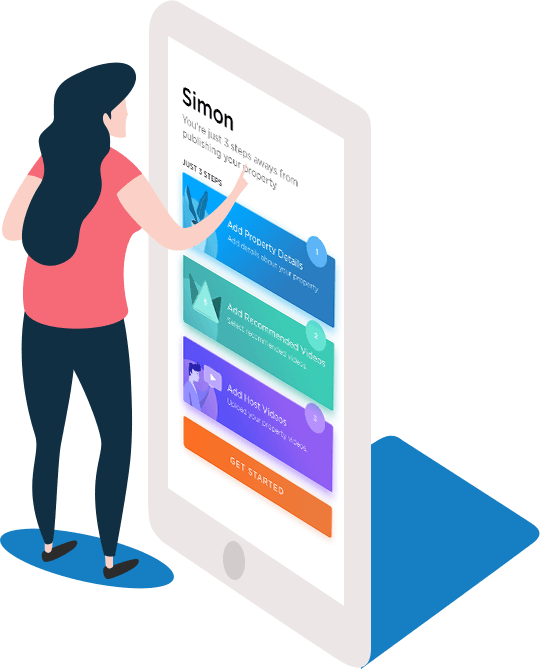 Simon
You're just 3 steps aways from
publishing your property
JUST 3 STEPS
1
Add Property Details
Add details about your property
2
Add Recommended Videos
Select recommended videos.
3
Add Host Videos
Upload your property videos.
GET STARTED